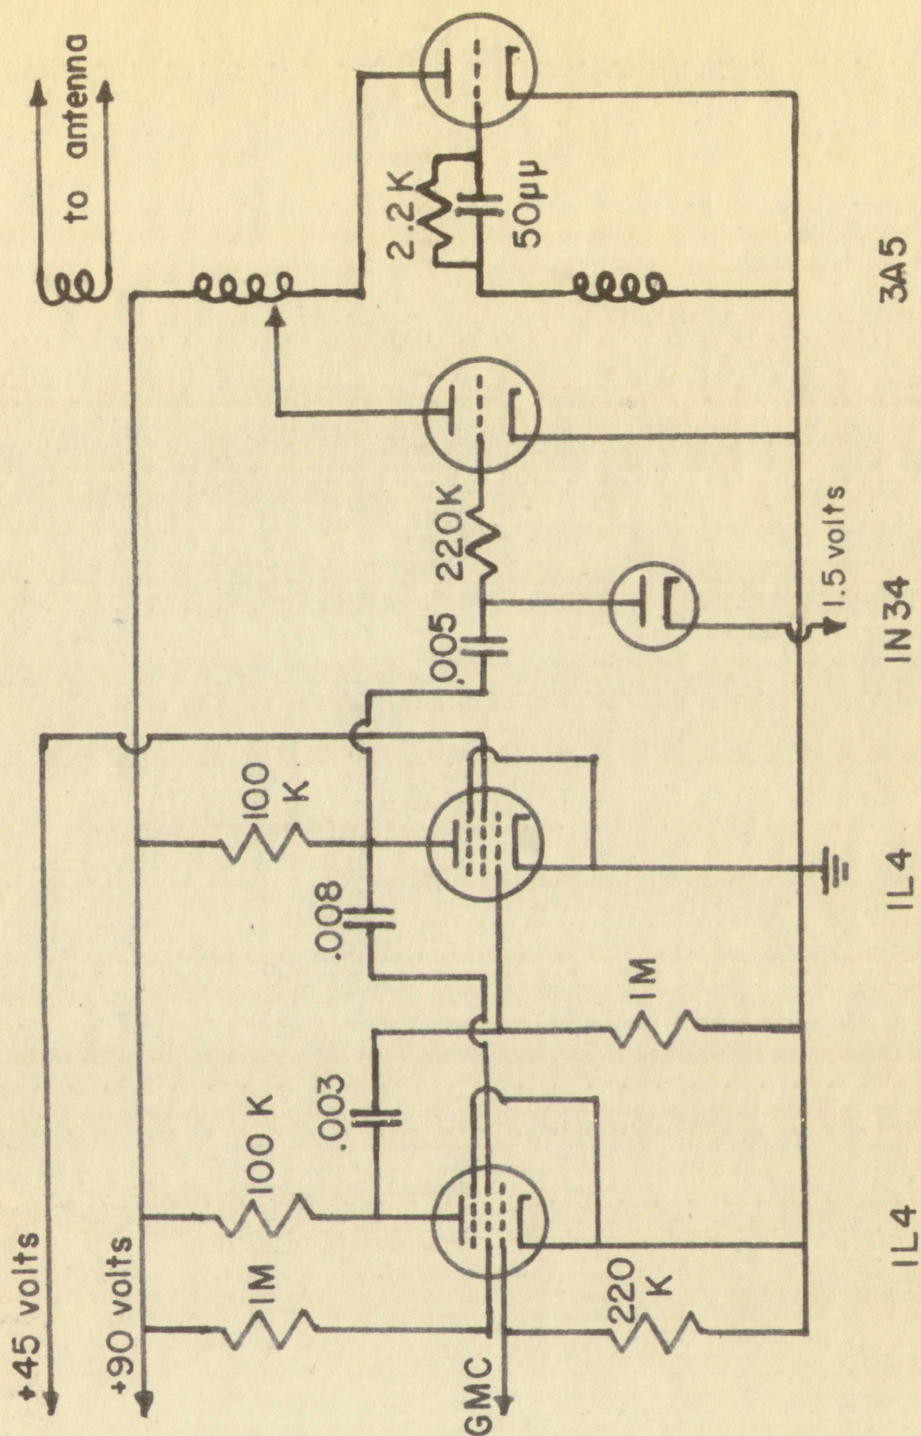 +45 volts
+90 volts
to antenna
1M
100 K
.003
.008
100
K
.005
220K
2.2K
50μμ
GMC
220
K
1M
1.5 volts
1L4
1L4
1N34
3A5